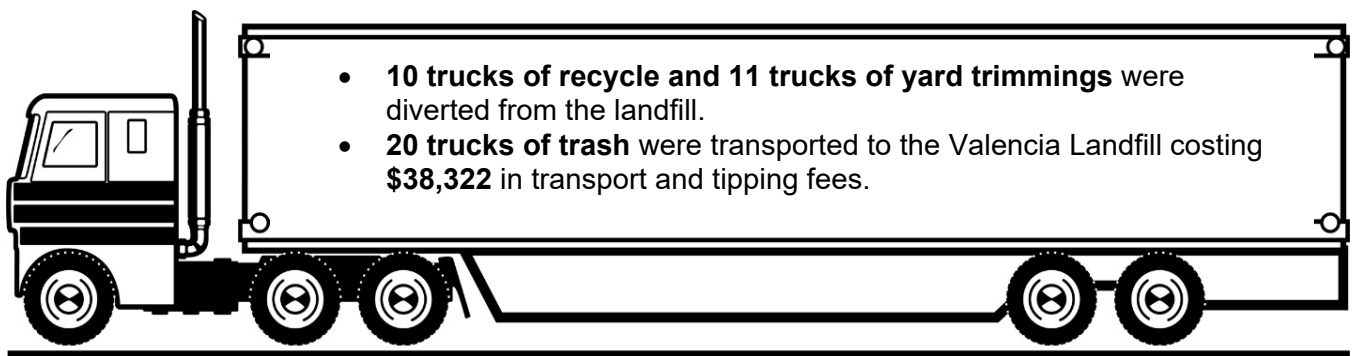 • 10 trucks of recycle and 11 trucks of yard trimmings were
diverted from the landfill.
• 20 trucks of trash were transported to the Valencia Landfill costing
$38,322 in transport and tipping fees.